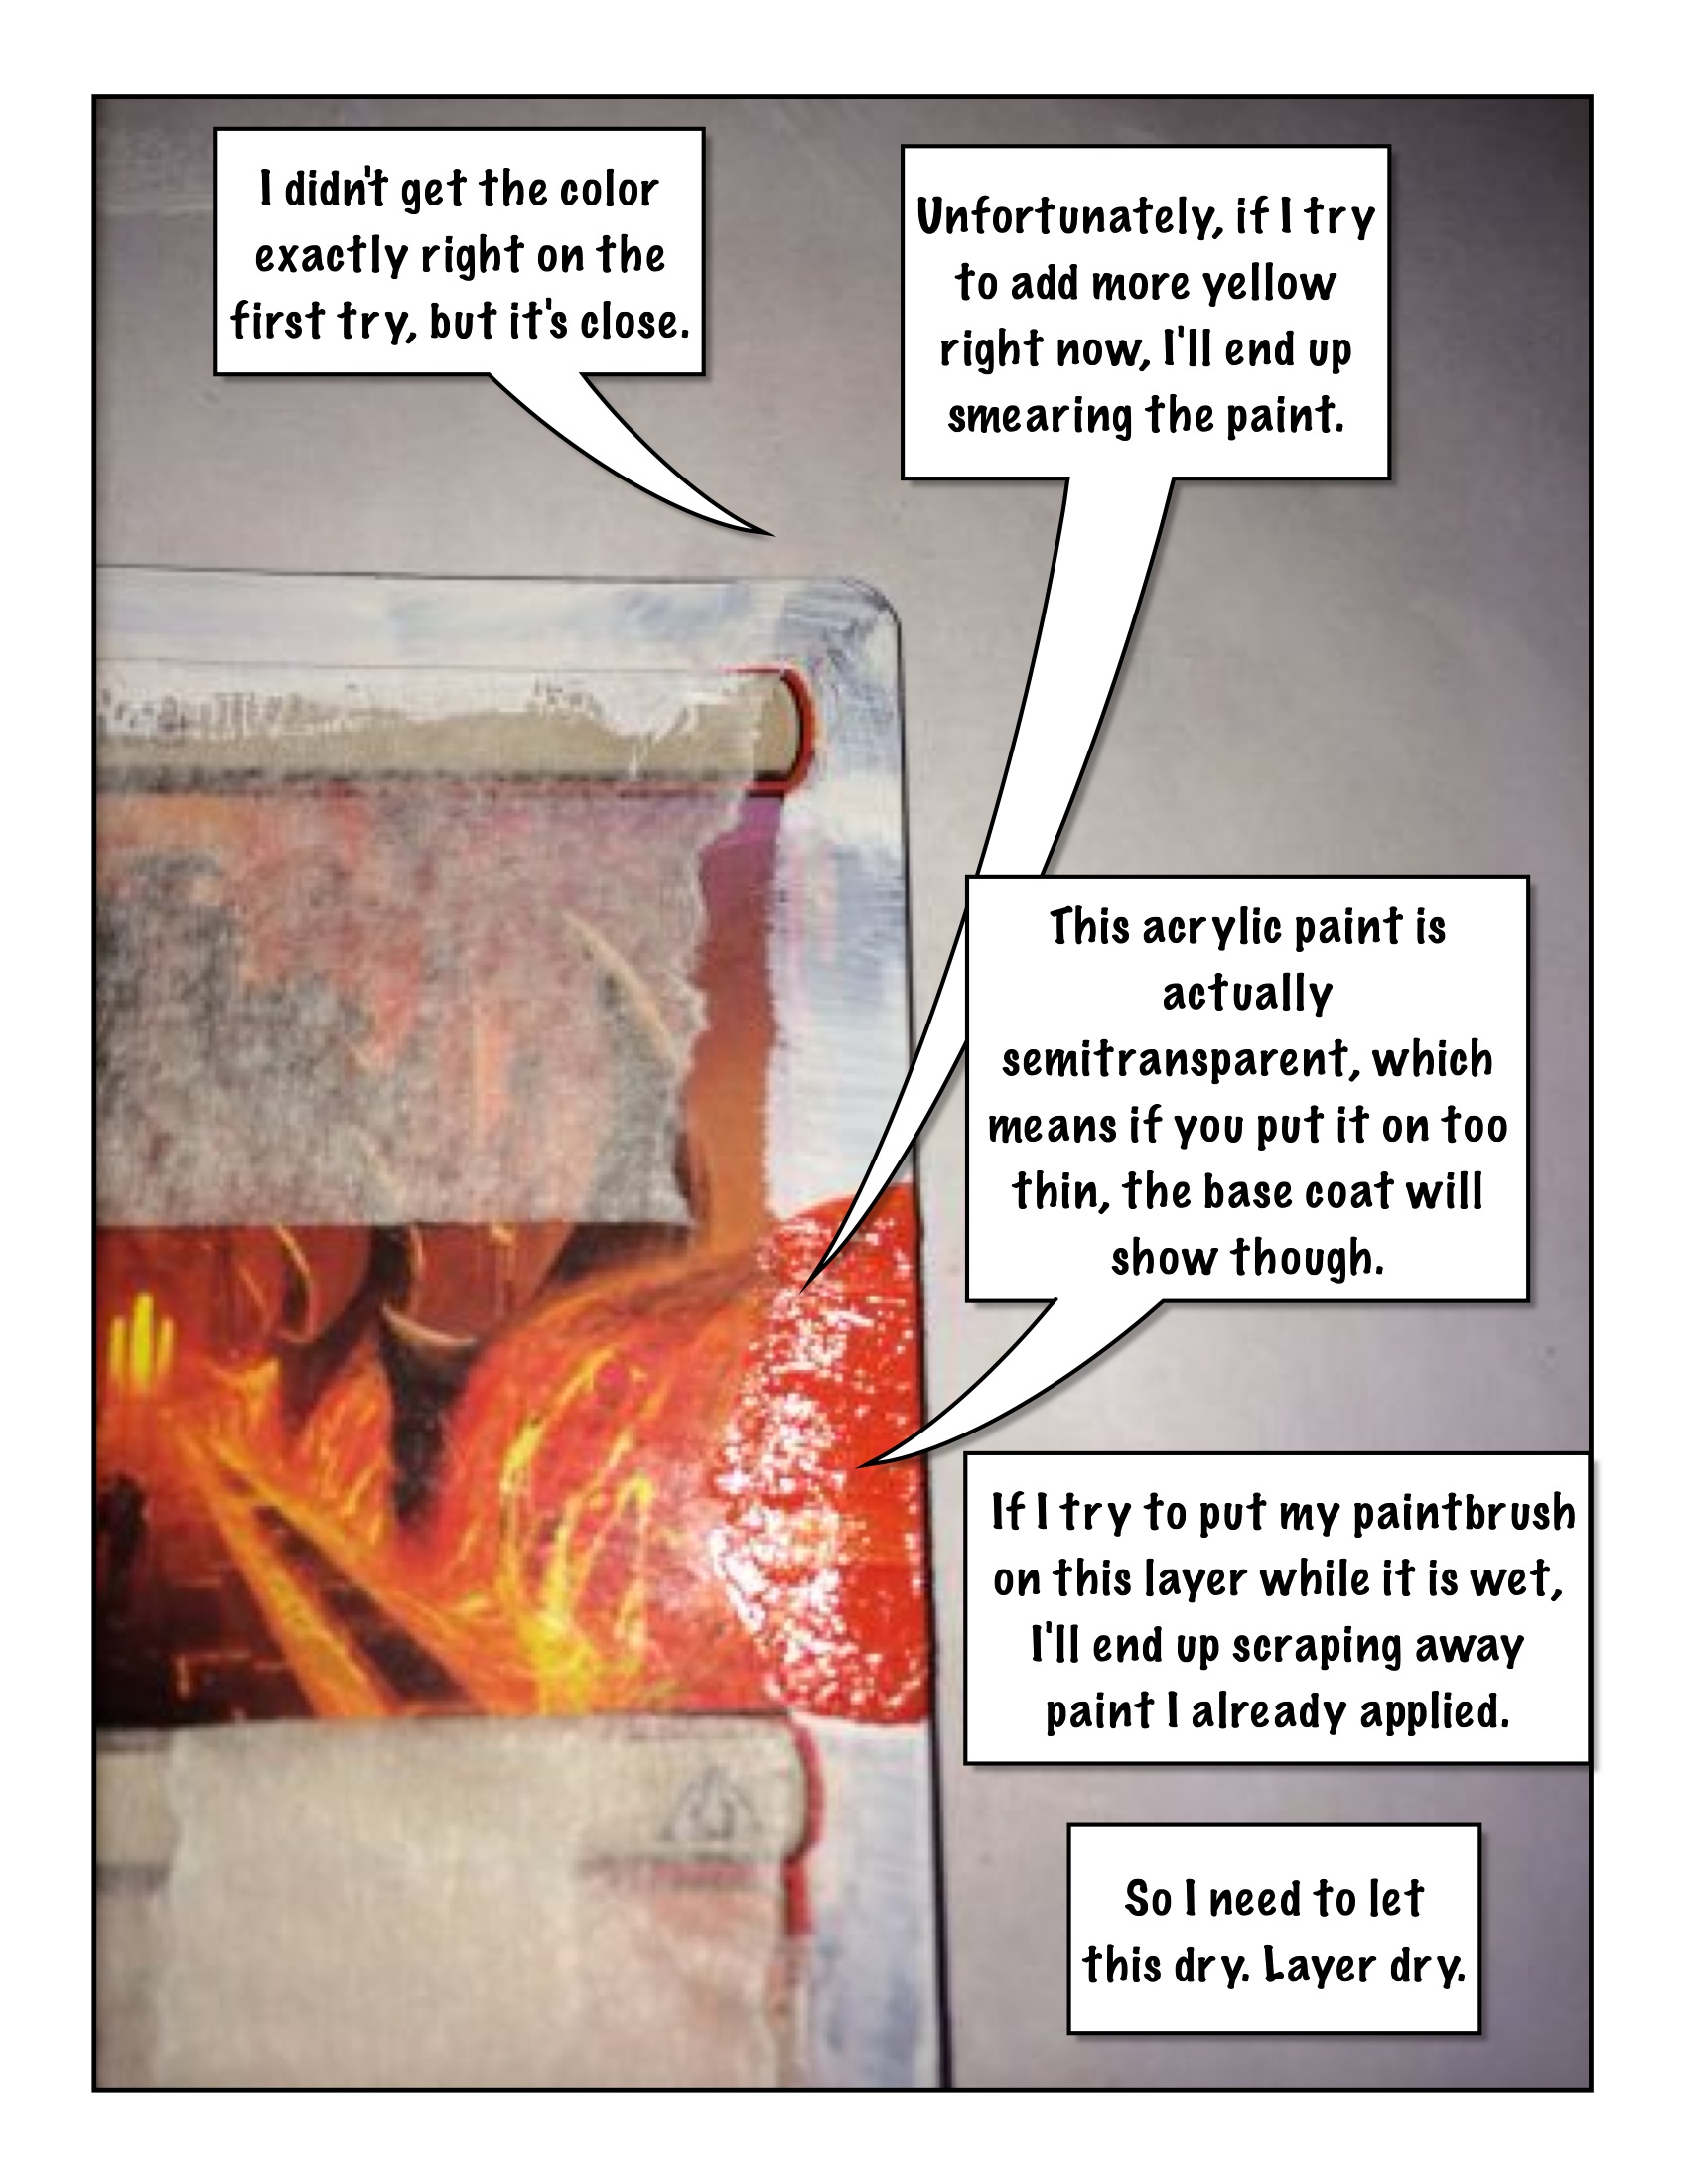 I didn't get the color
exactly right on the
first try, but it's close.
Unfortunately, if I try
to add more yellow
right now, I'll end up
smearing the paint.
This acrylic paint is
actually
semitransparent, which
means if you put it on too
thin, the base coat will
show though.
If I try to put my paintbrush
on this layer while it is wet,
I'll end up scraping away
paint I already applied.
So I need to let
this dry. Layer dry.